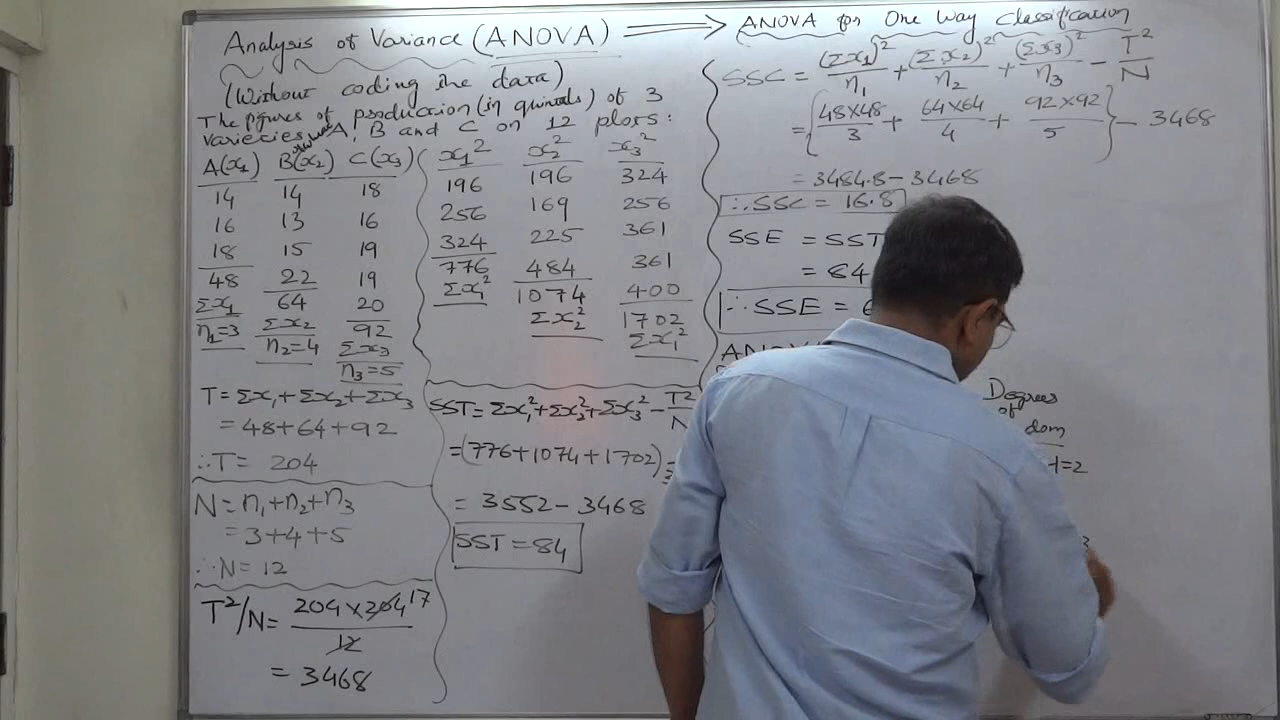 Analysis of Variance (ANOVA) ⟹ ANOVA for One Way Classification
(Without coding the data)
The figures of production (in quintals) of 3
varieties A, B and C on 12 plots:
A(x₁) B(x₂) C(x₃)
14 14 18
16 13 16
18 15 19
48 22 19
Σx₁ 64 20
n₁=3 Σx₂ 92
n₂=4 Σx₃
n₃=5
T = Σx₁+Σx₂+Σx₃
= 48+64+92
∴T = 204
N = n₁+n₂+n₃
= 3+4+5
∴N = 12
T²/N = 204×204 17
12
= 3468
x₁² x₂² x₃²
196 196 324
256 169 256
324 225 361
776 484 361
Σx₁² 1074 400
Σx₂² 1702
Σx₁²
SST = Σx₁²+Σx₂²+Σx₃² − T²/N
= (776+1074+1702)
= 3552 − 3468
SST = 84
SSC = (Σx₁)²/n₁ + (Σx₂)²/n₂ + (Σx₃)²/n₃ − T²/N
= {48×48/3 + 64×64/4 + 92×92/5} − 3468
= 3484.8 − 3468
∴SSC = 16.8
SSE = SST
= 84
∴SSE = 6
Degrees
of
dom
1=2